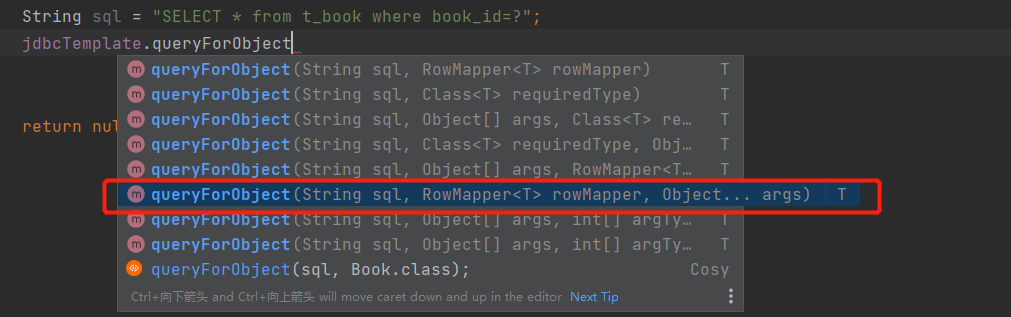 String sql = "SELECT * from t_book where book_id=?";
jdbcTemplate.queryForObject
m queryForObject(String sql, RowMapper<T> rowMapper) T
m queryForObject(String sql, Class<T> requiredType) T
m queryForObject(String sql, Object[] args, Class<T> re… T
m queryForObject(String sql, Class<T> requiredType, Obj… T
return nul
m queryForObject(String sql, Object[] args, RowMapper<T… T
m queryForObject(String sql, RowMapper<T> rowMapper, Object... args) T
m queryForObject(String sql, Object[] args, int[] argTy… T
m queryForObject(String sql, Object[] args, int[] argTy… T
queryForObject(sql, Book.class); Cosy
Ctrl+向下箭头 and Ctrl+向上箭头 will move caret down and up in the editor Next Tip